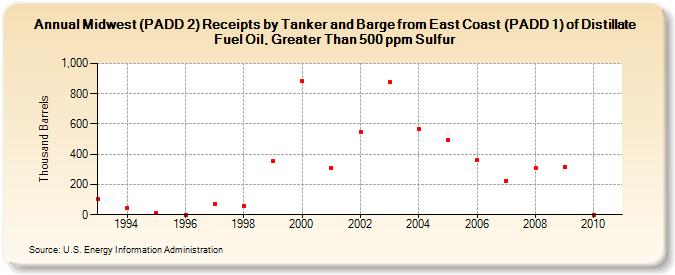 Annual Midwest (PADD 2) Receipts by Tanker and Barge from East Coast (PADD 1) of Distillate
Fuel Oil, Greater Than 500 ppm Sulfur
Thousand Barrels
1,000
800
600
400
200
0
1994 1996 1998 2000 2002 2004 2006 2008 2010
Source: U.S. Energy Information Administration